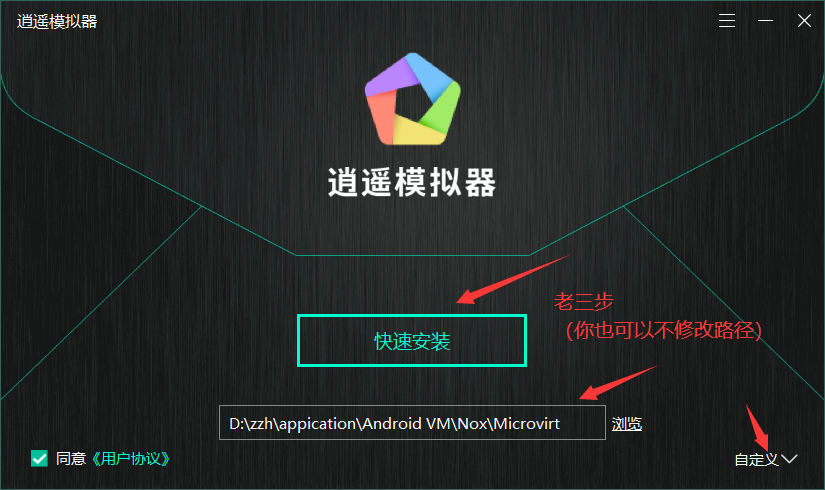 逍遥模拟器
逍遥模拟器
老三步
（你也可以不修改路径）
快速安装
D:\zzh\appication\Android VM\Nox\Microvirt 浏览
同意《用户协议》 自定义